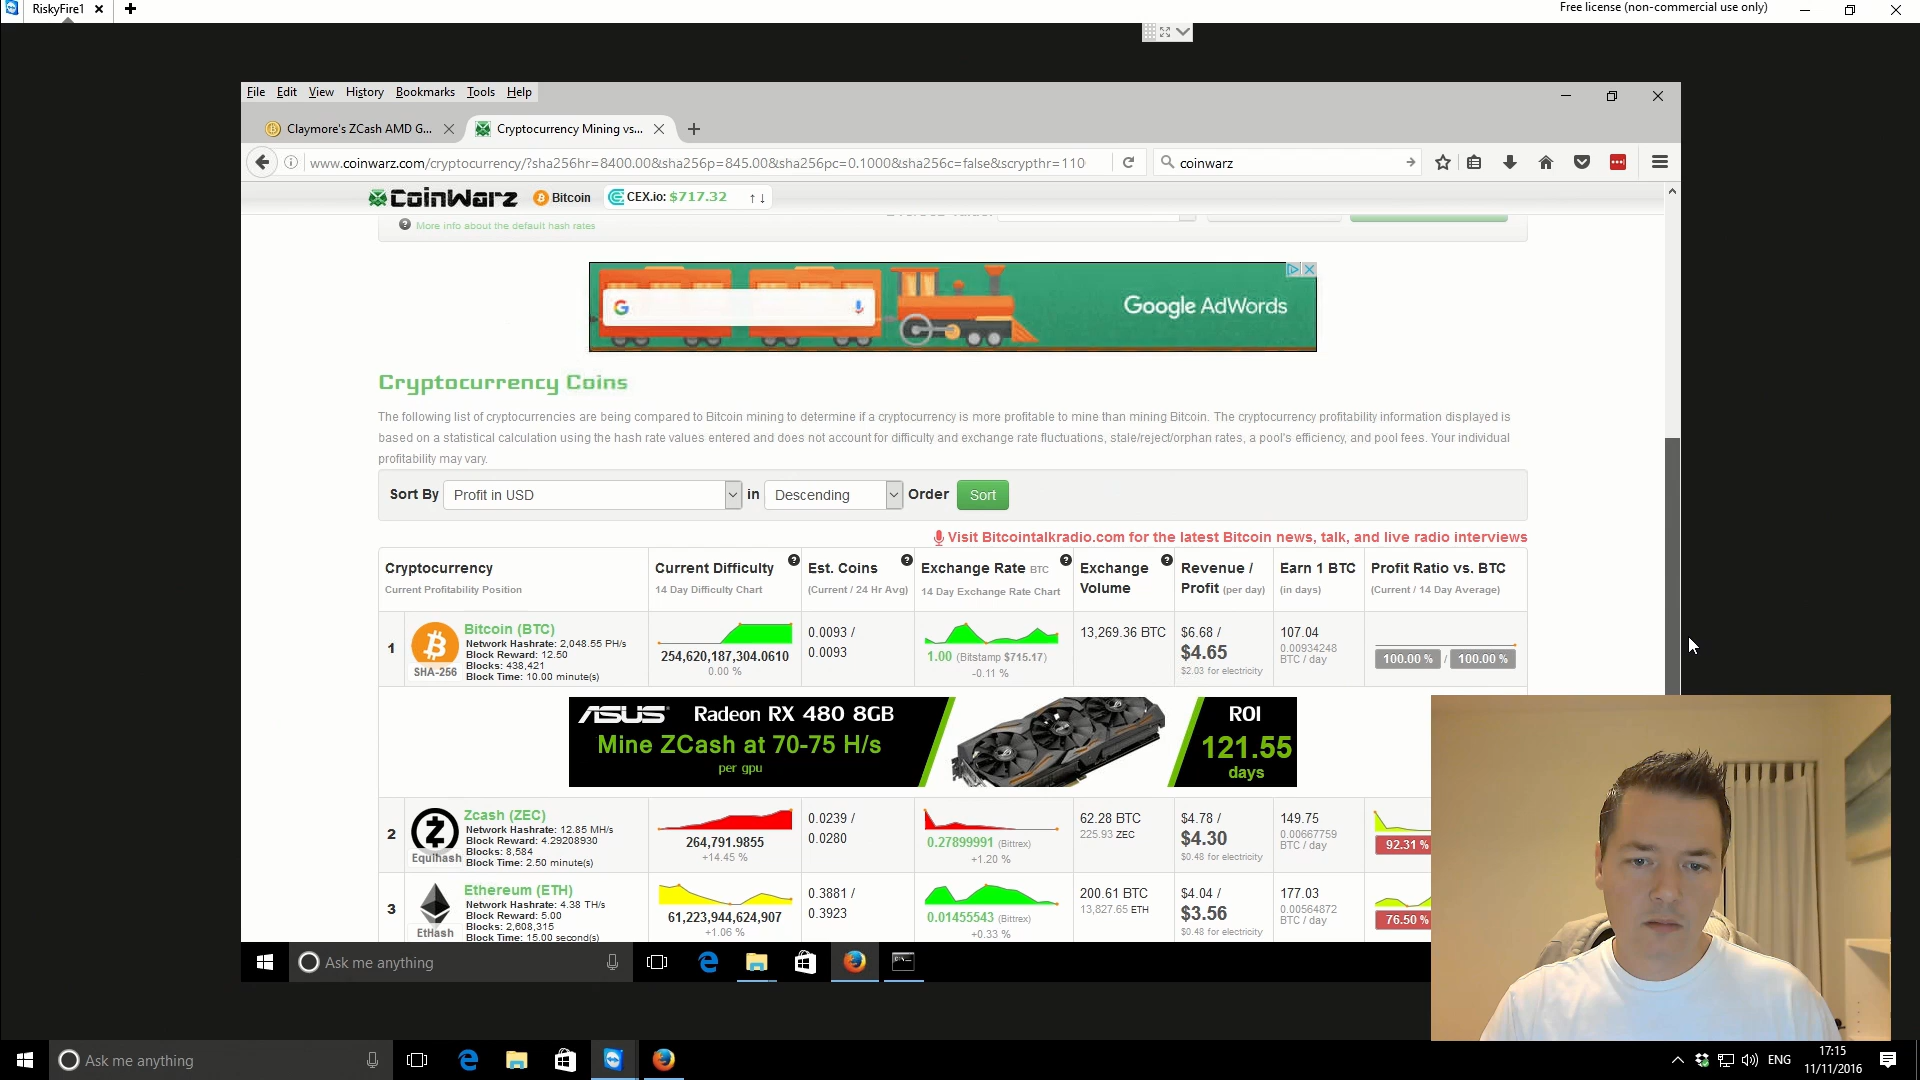 RiskyFire1
Free license (non-commercial use only)
File Edit View History Bookmarks Tools Help
Claymore's ZCash AMD G...
Cryptocurrency Mining vs...
www.coinwarz.com/cryptocurrency/?sha256hr=8400.00&sha256p=845.00&sha256pc=0.1000&sha256c=false&scrypthr=110
coinwarz
CoinWarz Bitcoin CEX.io: $717.32 ↑↓
More info about the default hash rates
G
Google AdWords
Cryptocurrency Coins
The following list of cryptocurrencies are being compared to Bitcoin mining to determine if a cryptocurrency is more profitable to mine than mining Bitcoin. The cryptocurrency profitability information displayed is
based on a statistical calculation using the hash rate values entered and does not account for difficulty and exchange rate fluctuations, stale/reject/orphan rates, a pool's efficiency, and pool fees. Your individual
profitability may vary.
Sort By Profit in USD in Descending Order Sort
Visit Bitcointalkradio.com for the latest Bitcoin news, talk, and live radio interviews
Cryptocurrency
Current Profitability Position
Current Difficulty
14 Day Difficulty Chart
Est. Coins
(Current / 24 Hr Avg)
Exchange Rate BTC
14 Day Exchange Rate Chart
Exchange
Volume
Revenue /
Profit (per day)
Earn 1 BTC
(in days)
Profit Ratio vs. BTC
(Current / 14 Day Average)
1
SHA-256
Bitcoin (BTC)
Network Hashrate: 2,048.55 PH/s
Block Reward: 12.50
Blocks: 438,421
Block Time: 10.00 minute(s)
254,620,187,304.0610
0.00 %
0.0093 /
0.0093
1.00 (Bitstamp $715.17)
-0.11 %
13,269.36 BTC
$6.68 /
$4.65
$2.03 for electricity
107.04
0.00934248
BTC / day
100.00 % / 100.00 %
ASUS Radeon RX 480 8GB
Mine ZCash at 70-75 H/s
per gpu
ROI
121.55
days
2
Equihash
Zcash (ZEC)
Network Hashrate: 12.85 MH/s
Block Reward: 4.29208930
Blocks: 8,584
Block Time: 2.50 minute(s)
264,791.9855
+14.45 %
0.0239 /
0.0280
0.27899991 (Bittrex)
+1.20 %
62.28 BTC
225.93 ZEC
$4.78 /
$4.30
$0.48 for electricity
149.75
0.00667759
BTC / day
92.31 %
3
EtHash
Ethereum (ETH)
Network Hashrate: 4.38 TH/s
Block Reward: 5.00
Blocks: 2,608,315
Block Time: 15.00 second(s)
61,223,944,624,907
+1.06 %
0.3881 /
0.3923
0.01455543 (Bittrex)
+0.33 %
200.61 BTC
13,827.65 ETH
$4.04 /
$3.56
$0.48 for electricity
177.03
0.00564872
BTC / day
76.50 %
Ask me anything
Ask me anything
ENG
17:15
11/11/2016